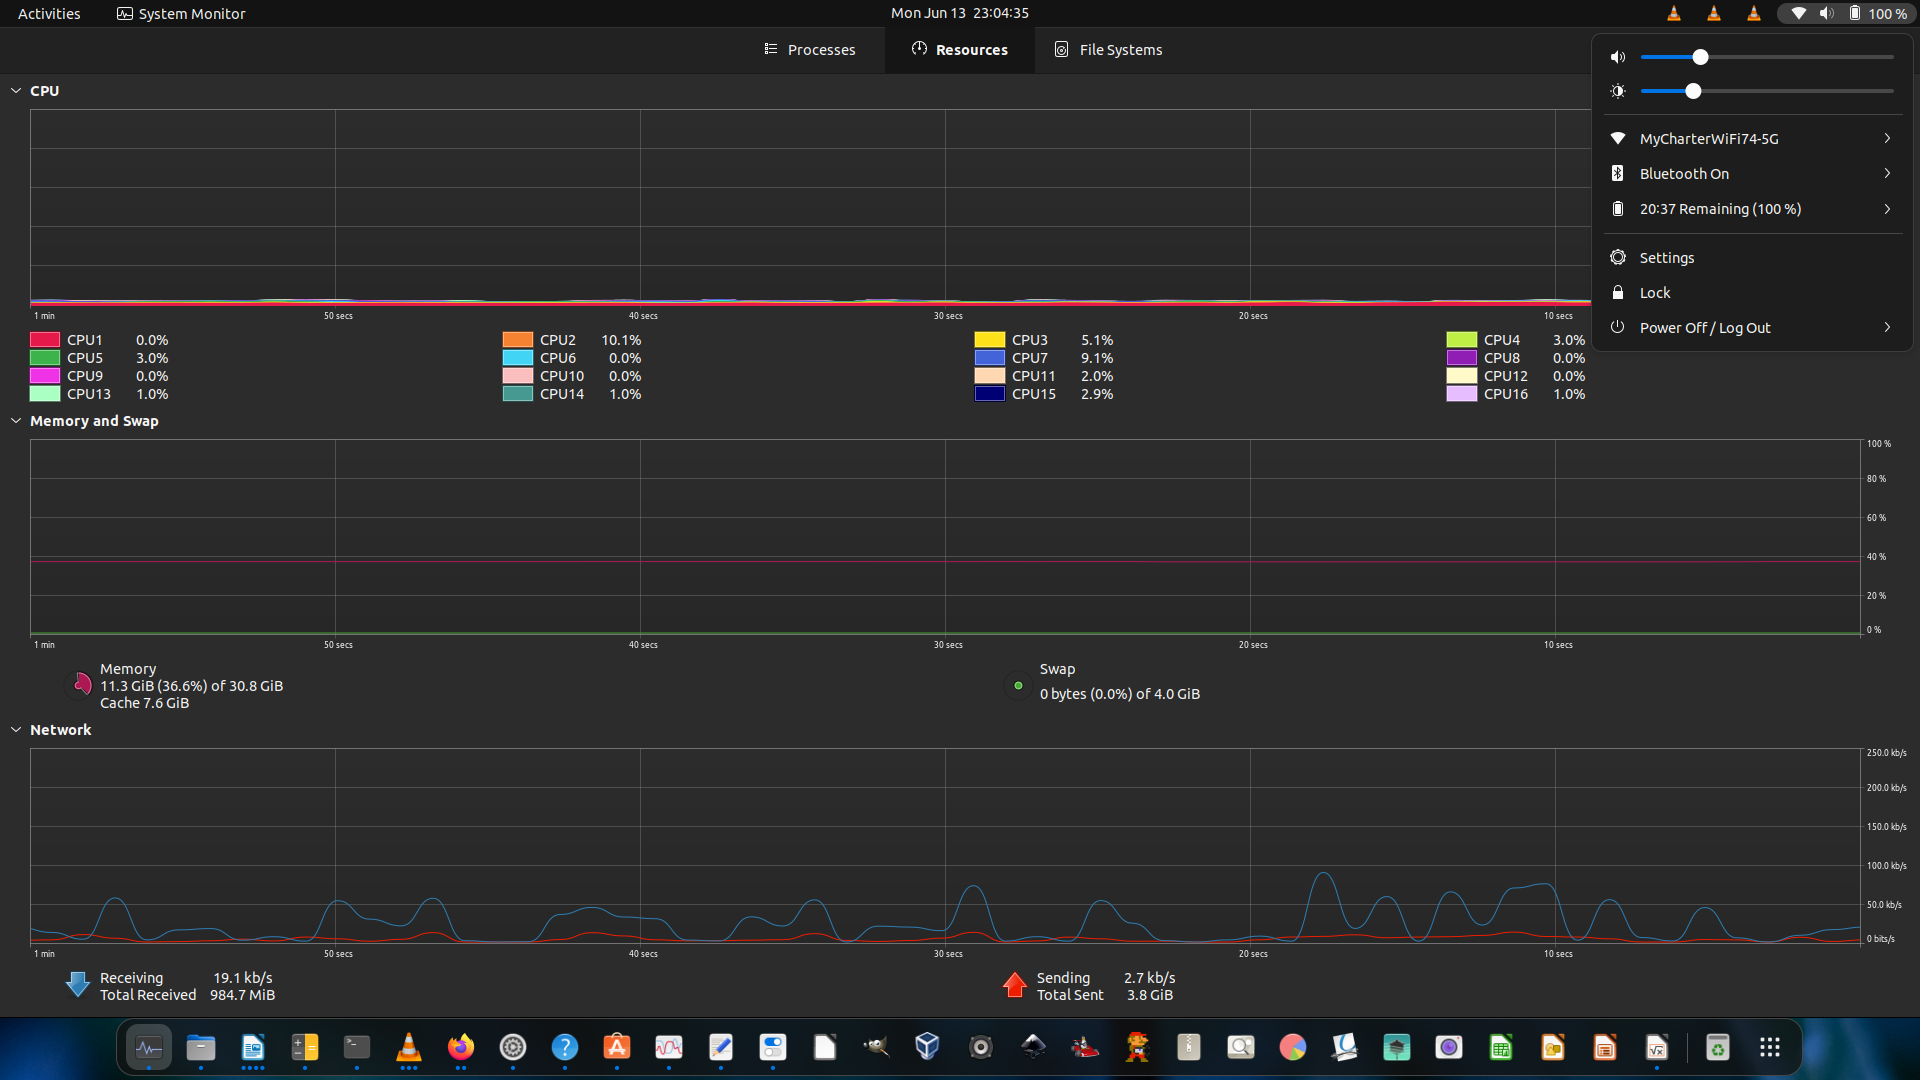 Activities System Monitor Mon Jun 13 23:04:35 100 %
Processes Resources File Systems
MyCharterWiFi74-5G
Bluetooth On
20:37 Remaining (100 %)
Settings
Lock
Power Off / Log Out
CPU
1 min 50 secs 40 secs 30 secs 20 secs 10 secs
CPU1 0.0% CPU2 10.1% CPU3 5.1% CPU4 3.0%
CPU5 3.0% CPU6 0.0% CPU7 9.1% CPU8 0.0%
CPU9 0.0% CPU10 0.0% CPU11 2.0% CPU12 0.0%
CPU13 1.0% CPU14 1.0% CPU15 2.9% CPU16 1.0%
Memory and Swap
100 %
80 %
60 %
40 %
20 %
0 %
1 min 50 secs 40 secs 30 secs 20 secs 10 secs
Memory
11.3 GiB (36.6%) of 30.8 GiB
Cache 7.6 GiB
Swap
0 bytes (0.0%) of 4.0 GiB
Network
250.0 kb/s
200.0 kb/s
150.0 kb/s
100.0 kb/s
50.0 kb/s
0 bits/s
1 min 50 secs 40 secs 30 secs 20 secs 10 secs
Receiving 19.1 kb/s
Total Received 984.7 MiB
Sending 2.7 kb/s
Total Sent 3.8 GiB